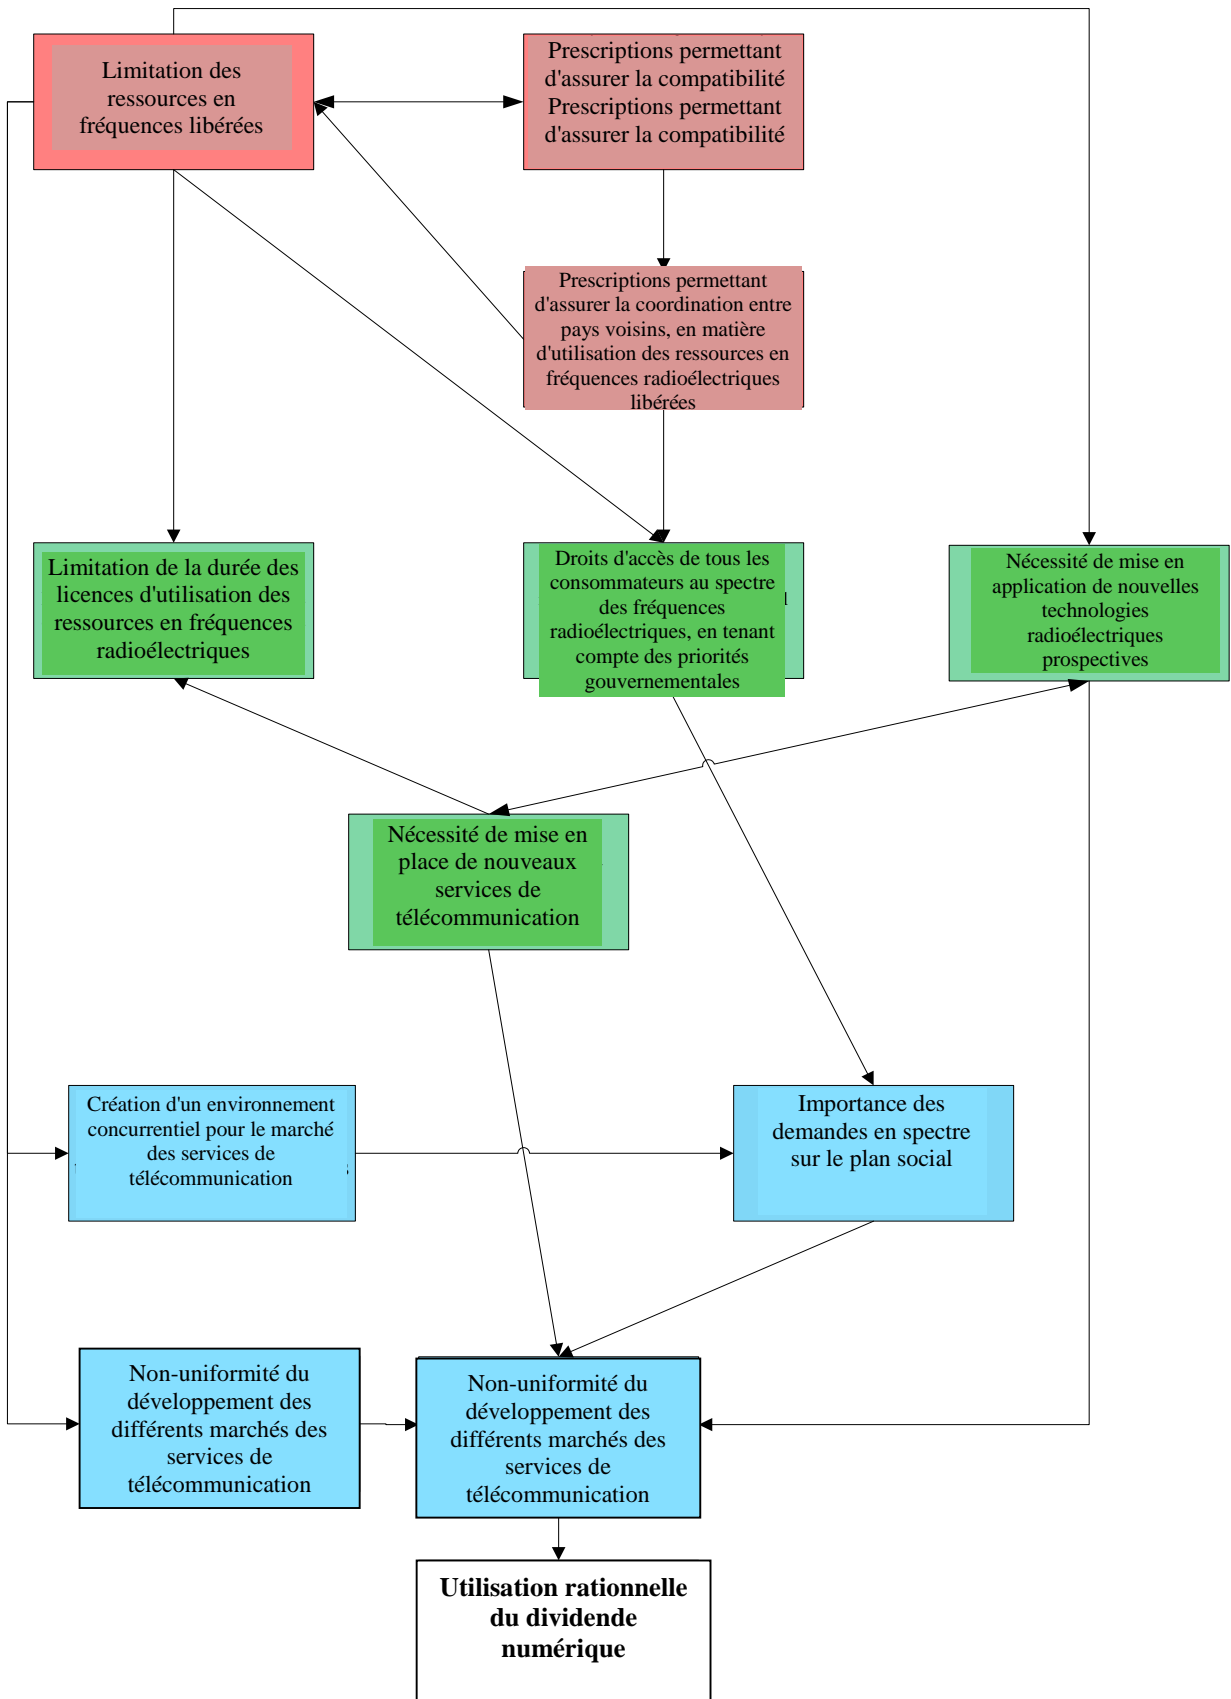 Limitation des
ressources en
fréquences libérées
Prescriptions permettant
d'assurer la compatibilité
Prescriptions permettant
d'assurer la compatibilité
Prescriptions permettant
d'assurer la coordination entre
pays voisins, en matière
d'utilisation des ressources en
fréquences radioélectriques
libérées
Limitation de la durée des
licences d'utilisation des
ressources en fréquences
radioélectriques
Droits d'accès de tous les
consommateurs au spectre
des fréquences
radioélectriques, en tenant
compte des priorités
gouvernementales
Nécessité de mise en
application de nouvelles
technologies
radioélectriques
prospectives
Nécessité de mise en
place de nouveaux
services de
télécommunication
Création d'un environnement
concurrentiel pour le marché
des services de
télécommunication
Importance des
demandes en spectre
sur le plan social
Non-uniformité du
développement des
différents marchés des
services de
télécommunication
Non-uniformité du
développement des
différents marchés des
services de
télécommunication
Utilisation rationnelle
du dividende
numérique